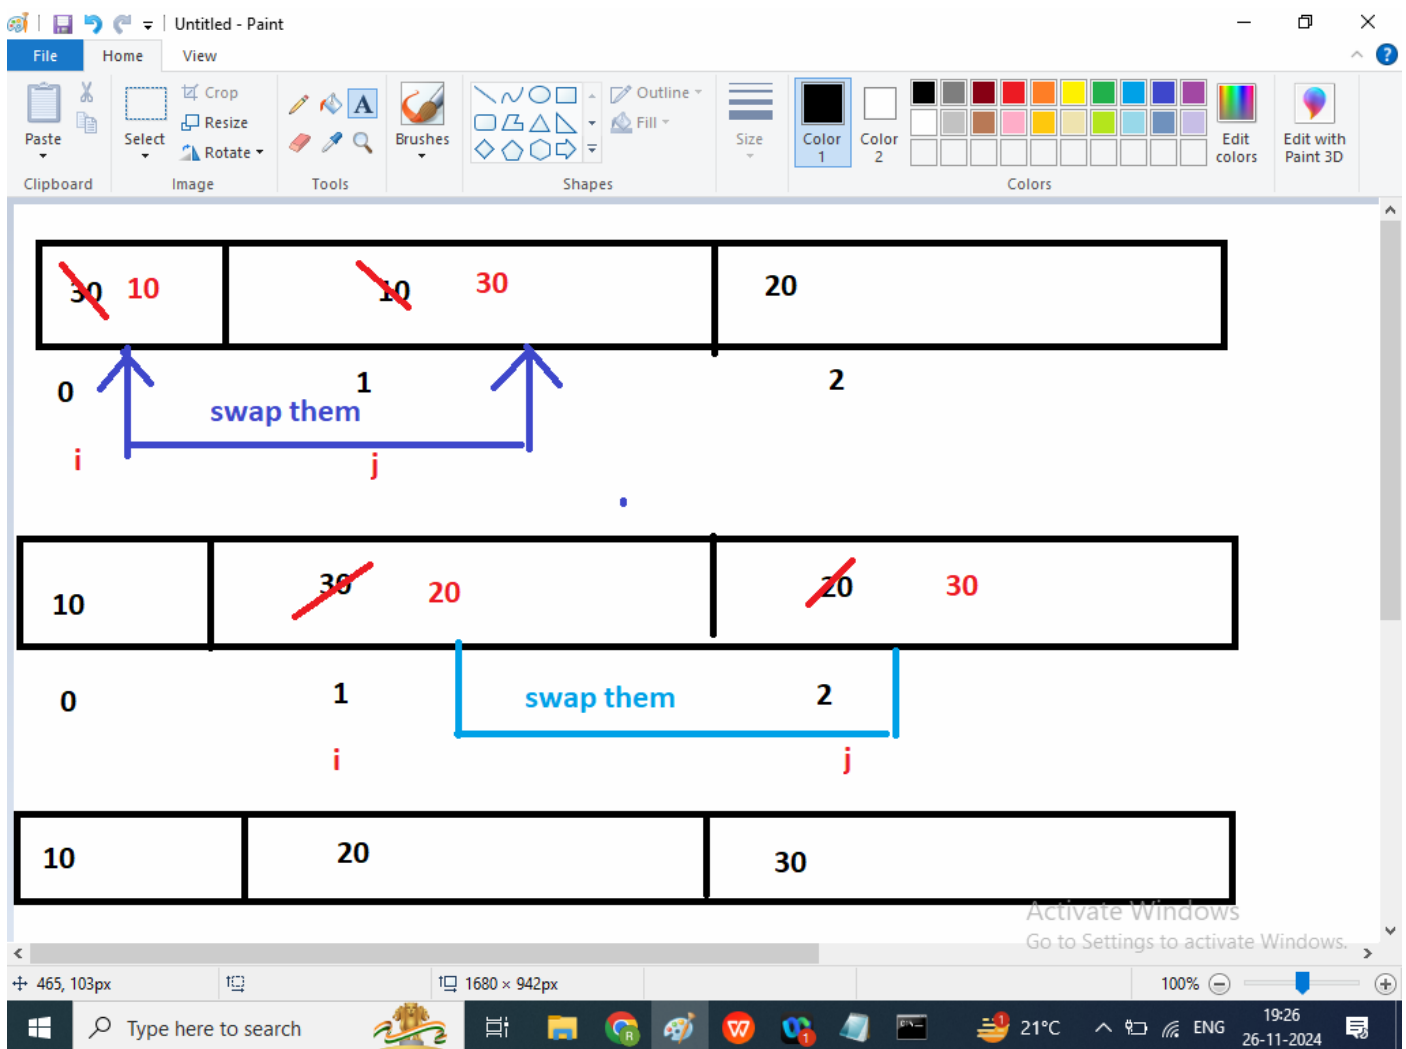 Untitled - Paint
File Home View
Paste
Select
Crop
Resize
Rotate
Brushes
Outline
Fill
Size
Color 1
Color 2
Edit colors
Edit with Paint 3D
Clipboard
Image
Tools
Shapes
Colors
30 10 10 30 20
0 1 2
swap them
i j
10 30 20 20 30
0 1 2
swap them
i j
10 20 30
Activate Windows
Go to Settings to activate Windows.
465, 103px 1680 × 942px 100%
Type here to search 1 1 21°C ENG 19:26
26-11-2024